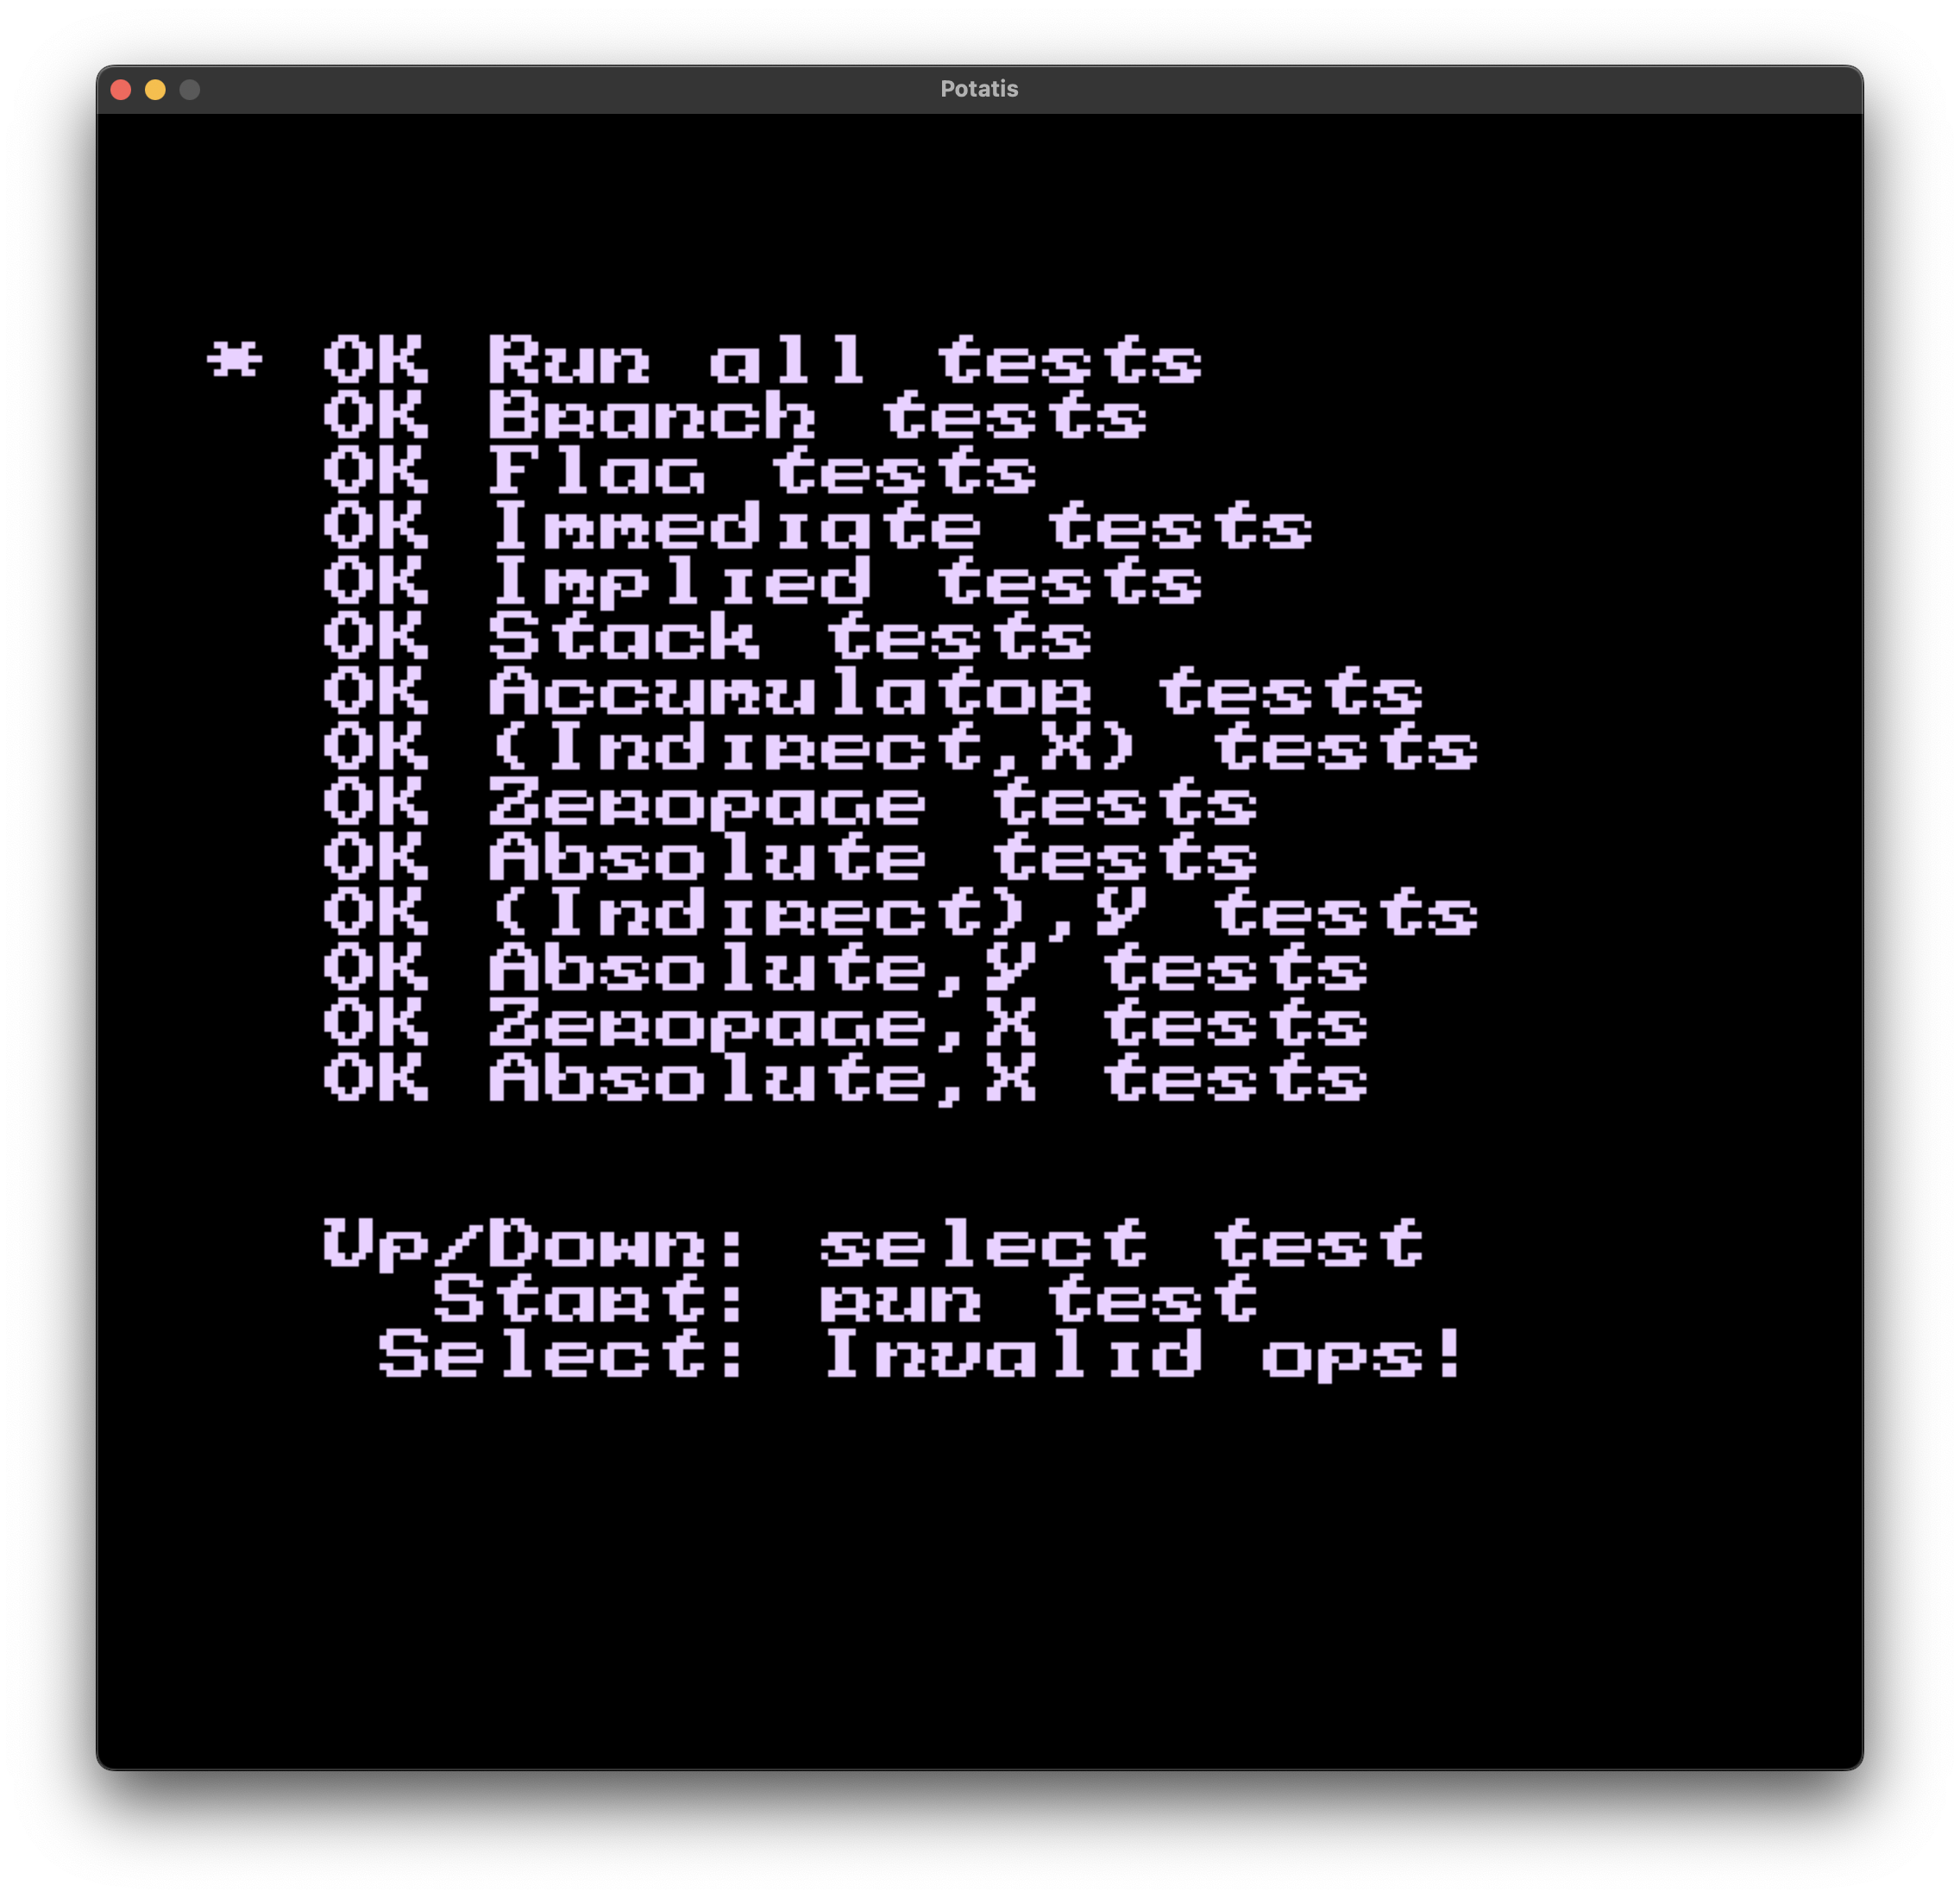 Potatis
* OK Run all tests
OK Branch tests
OK Flag tests
OK Immediate tests
OK Implied tests
OK Stack tests
OK Accumulator tests
OK (Indirect,X) tests
OK Zeropage tests
OK Absolute tests
OK (Indirect),Y tests
OK Absolute,Y tests
OK Zeropage,X tests
OK Absolute,X tests
Up/Down: select test
Start: run test
Select: Invalid ops!